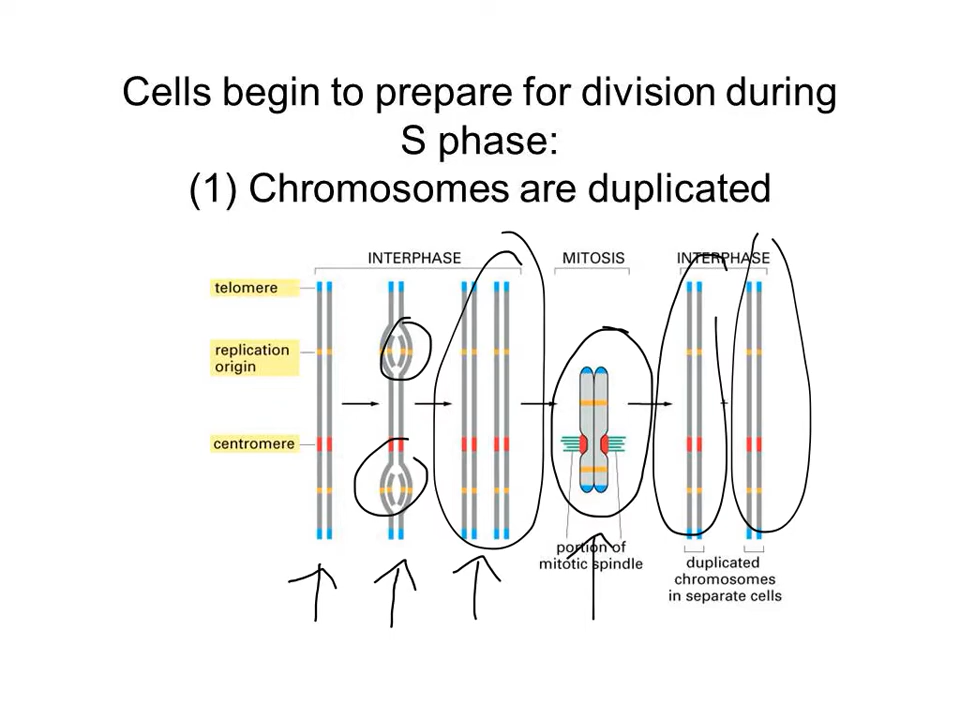 Cells begin to prepare for division during
S phase:
(1) Chromosomes are duplicated
INTERPHASE
MITOSIS
INTERPHASE
telomere
replication
origin
centromere
portion of
mitotic spindle
duplicated
chromosomes
in separate cells